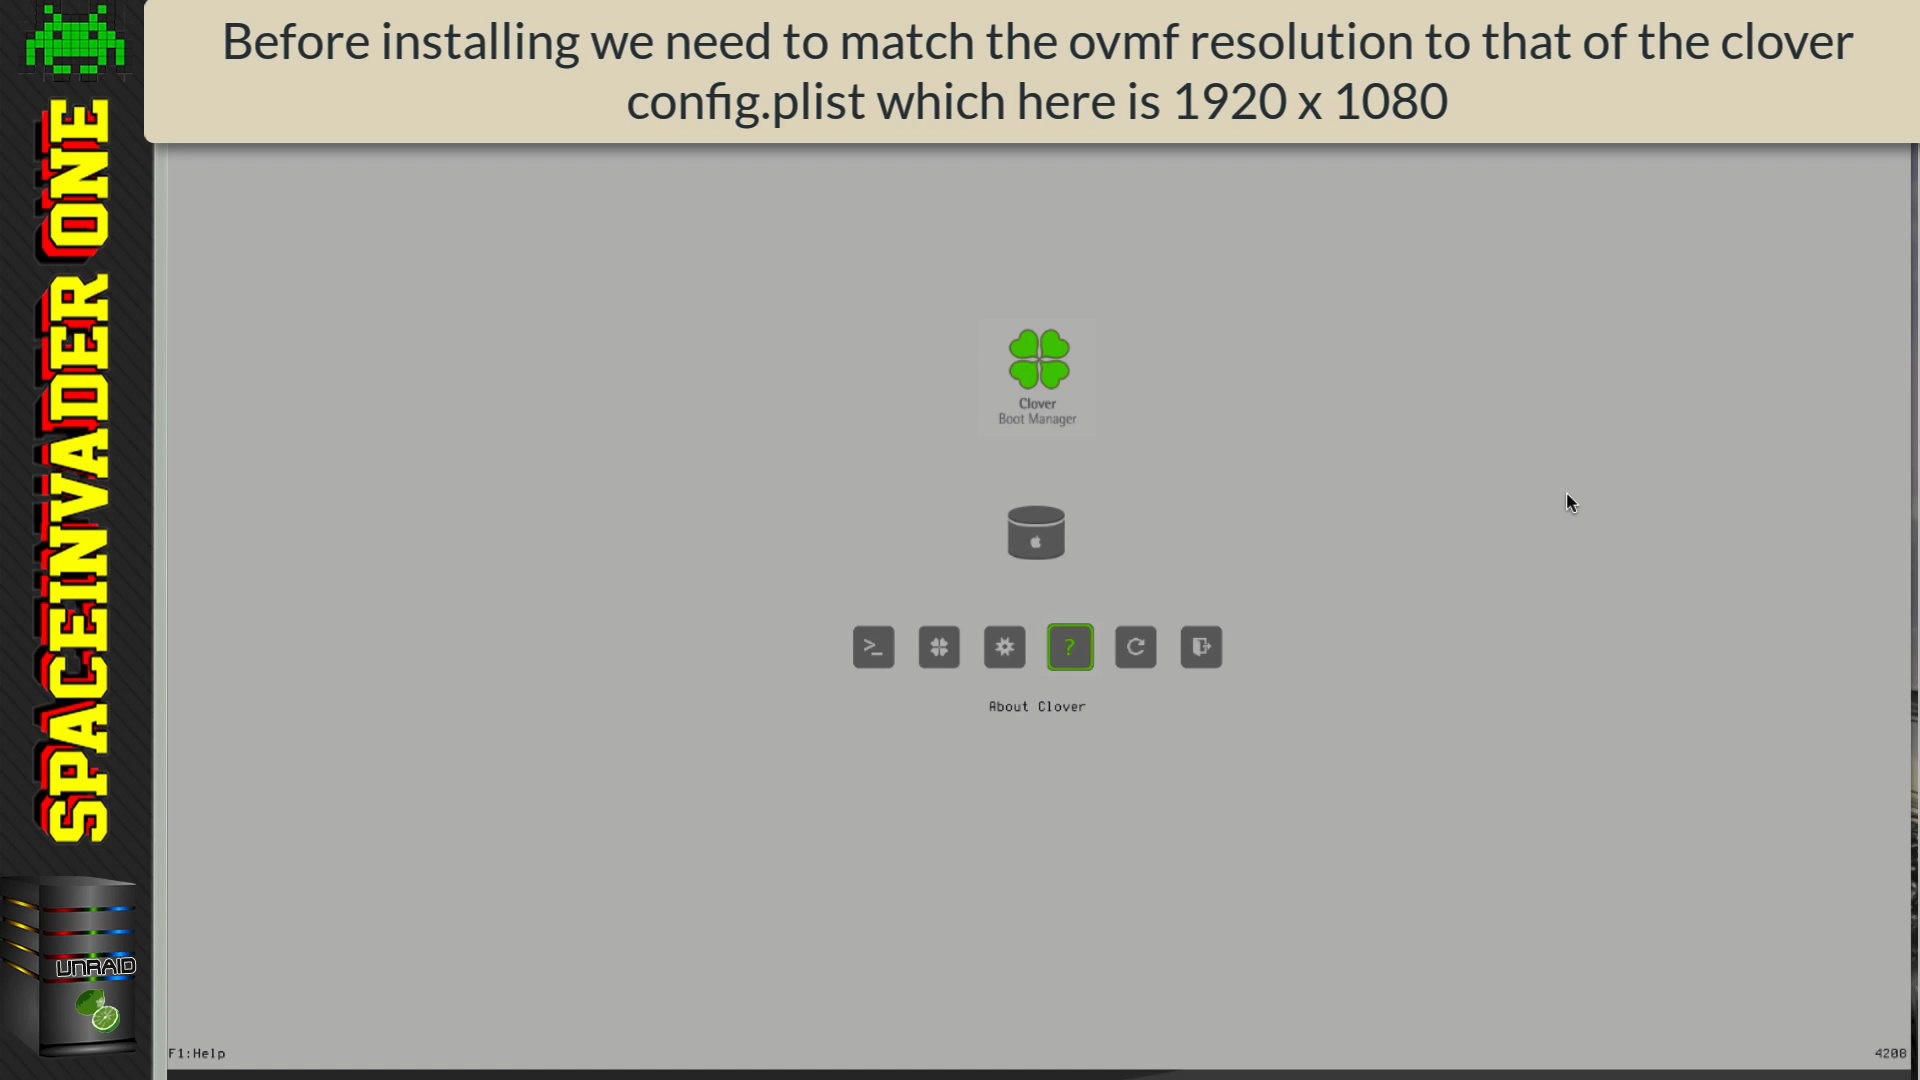 Before installing we need to match the ovmf resolution to that of the clover
config.plist which here is 1920 x 1080
SPACEINVADER ONE
Clover
Boot Manager
>_
?
About Clover
UNRAID
F1:Help
4208